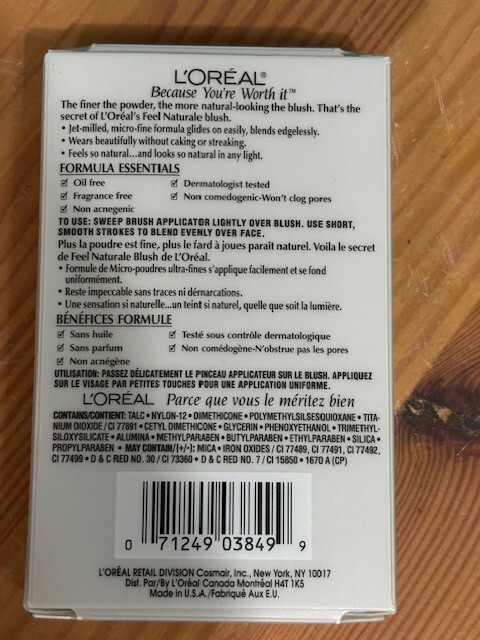 L'ORÉAL®
Because You're Worth it™
The finer the powder, the more natural-looking the blush. That's the
secret of L'Oréal's Feel Naturale blush.
• Jet-milled, micro-fine formula glides on easily, blends edgelessly.
• Wears beautifully without caking or streaking.
• Feels so natural...and looks so natural in any light.
FORMULA ESSENTIALS
☑ Oil free ☑ Dermatologist tested
☑ Fragrance free ☑ Non comedogenic-Won't clog pores
☑ Non acnegenic
TO USE: SWEEP BRUSH APPLICATOR LIGHTLY OVER BLUSH. USE SHORT,
SMOOTH STROKES TO BLEND EVENLY OVER FACE.
Plus la poudre est fine, plus le fard à joues paraît naturel. Voila le secret
de Feel Naturale Blush de L'Oréal.
• Formule de Micro-poudres ultra-fines s'applique facilement et se fond
uniformément.
• Reste impeccable sans traces ni démarcations.
• Une sensation si naturelle...un teint si naturel, quelle que soit la lumière.
BÉNÉFICES FORMULE
☑ Sans huile ☑ Testé sous contrôle dermatologique
☑ Sans parfum ☑ Non comédogène-N'obstrue pas les pores
☑ Non acnégène
UTILISATION: PASSEZ DÉLICATEMENT LE PINCEAU APPLICATEUR SUR LE BLUSH. APPLIQUEZ
SUR LE VISAGE PAR PETITES TOUCHES POUR UNE APPLICATION UNIFORME.
L'ORÉAL Parce que vous le méritez bien
CONTAINS/CONTIENT: TALC • NYLON-12 • DIMETHICONE • POLYMETHYLSILSESQUIOXANE • TITA-
NIUM DIOXIDE / CI 77891 • CETYL DIMETHICONE • GLYCERIN • PHENOXYETHANOL • TRIMETHYL-
SILOXYSILICATE • ALUMINA • METHYLPARABEN • BUTYLPARABEN • ETHYLPARABEN • SILICA •
PROPYLPARABEN • MAY CONTAIN/(+/-): MICA • IRON OXIDES / CI 77489, CI 77491, CI 77492,
CI 77499 • D & C RED NO. 30 / CI 73360 • D & C RED NO. 7 / CI 15850 • 1670 A (CP)
0 71249 03849 9
L'ORÉAL RETAIL DIVISION Cosmair, Inc., New York, NY 10017
Dist. Par/By L'Oréal Canada Montréal H4T 1K5
Made in U.S.A./Fabriqué Aux E.U.